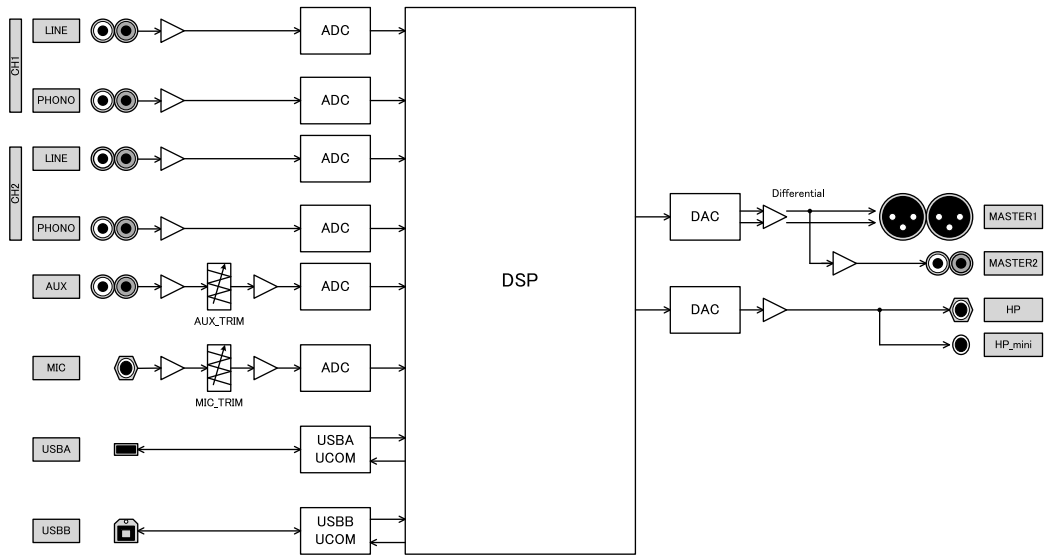 CH1
LINE
ADC
PHONO
ADC
CH2
LINE
ADC
PHONO
ADC
AUX
AUX_TRIM
ADC
MIC
MIC_TRIM
ADC
USBA
USBA
UCOM
USBB
USBB
UCOM
DSP
DAC
Differential
MASTER1
MASTER2
DAC
HP
HP_mini